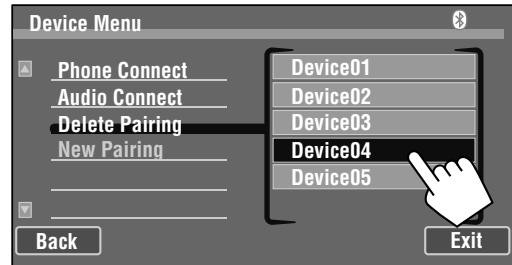 Device Menu
Phone Connect
Audio Connect
Delete Pairing
New Pairing
Device01
Device02
Device03
Device04
Device05
Back
Exit